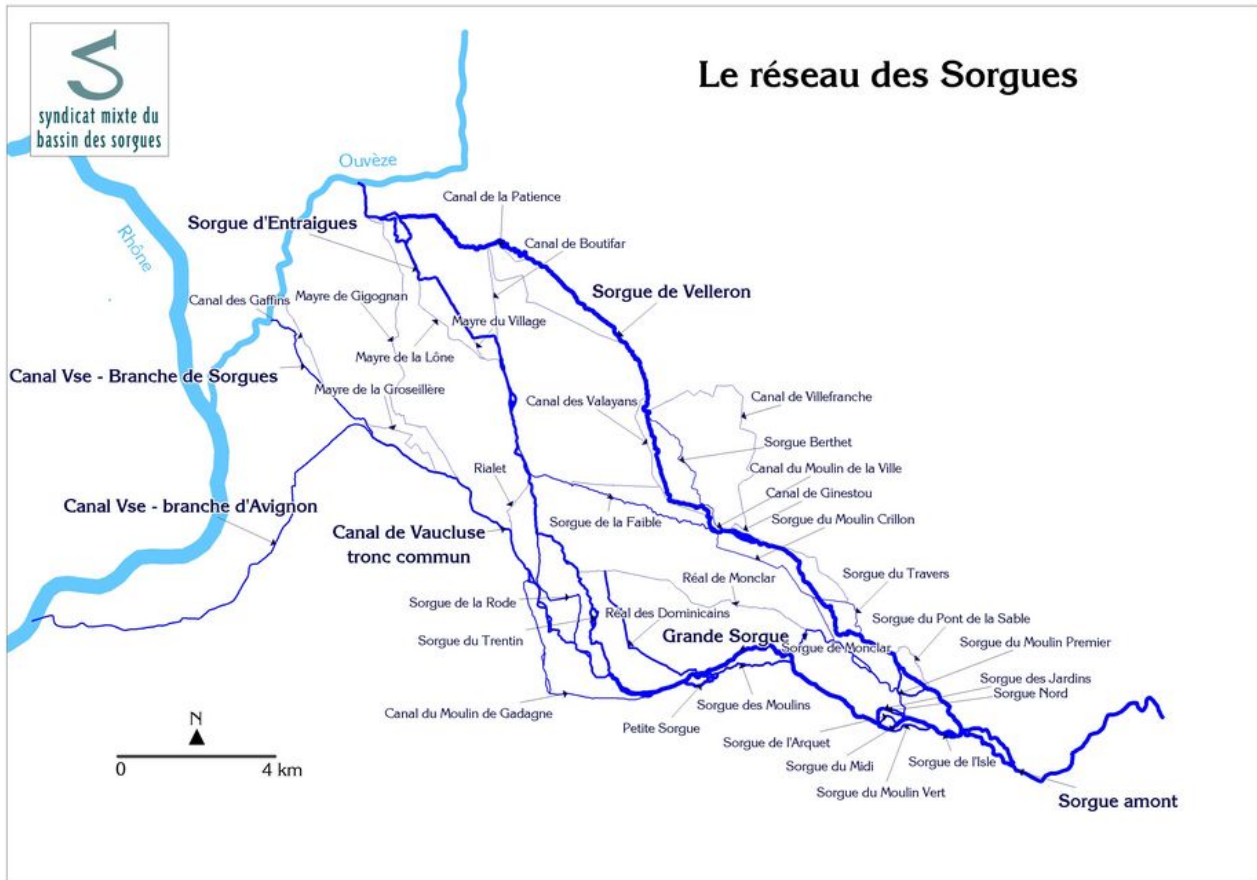 Le réseau des Sorgues
syndicat mixte du
bassin des sorgues
Ouvèze
Rhône
Canal de la Patience
Sorgue d'Entraigues
Canal de Boutifar
Sorgue de Velleron
Canal des Gaffins
Mayre de Gigognan
Mayre du Village
Mayre de la Lône
Canal Vse - Branche de Sorgues
Mayre de la Groseillère
Canal des Valayans
Canal de Villefranche
Sorgue Berthet
Canal du Moulin de la Ville
Rialet
Canal de Ginestou
Canal Vse - branche d'Avignon
Sorgue de la Faible
Sorgue du Moulin Crillon
Canal de Vaucluse
tronc commun
Sorgue du Travers
Réal de Monclar
Sorgue de la Rode
Réal des Dominicains
Sorgue du Pont de la Sable
Sorgue du Trentin
Grande Sorgue
Sorgue de Monclar
Sorgue du Moulin Premier
Sorgue des Jardins
Sorgue Nord
Canal du Moulin de Gadagne
Sorgue des Moulins
Petite Sorgue
Sorgue de l'Arquet
Sorgue du Midi
Sorgue de l'Isle
Sorgue du Moulin Vert
Sorgue amont
N
0
4 km